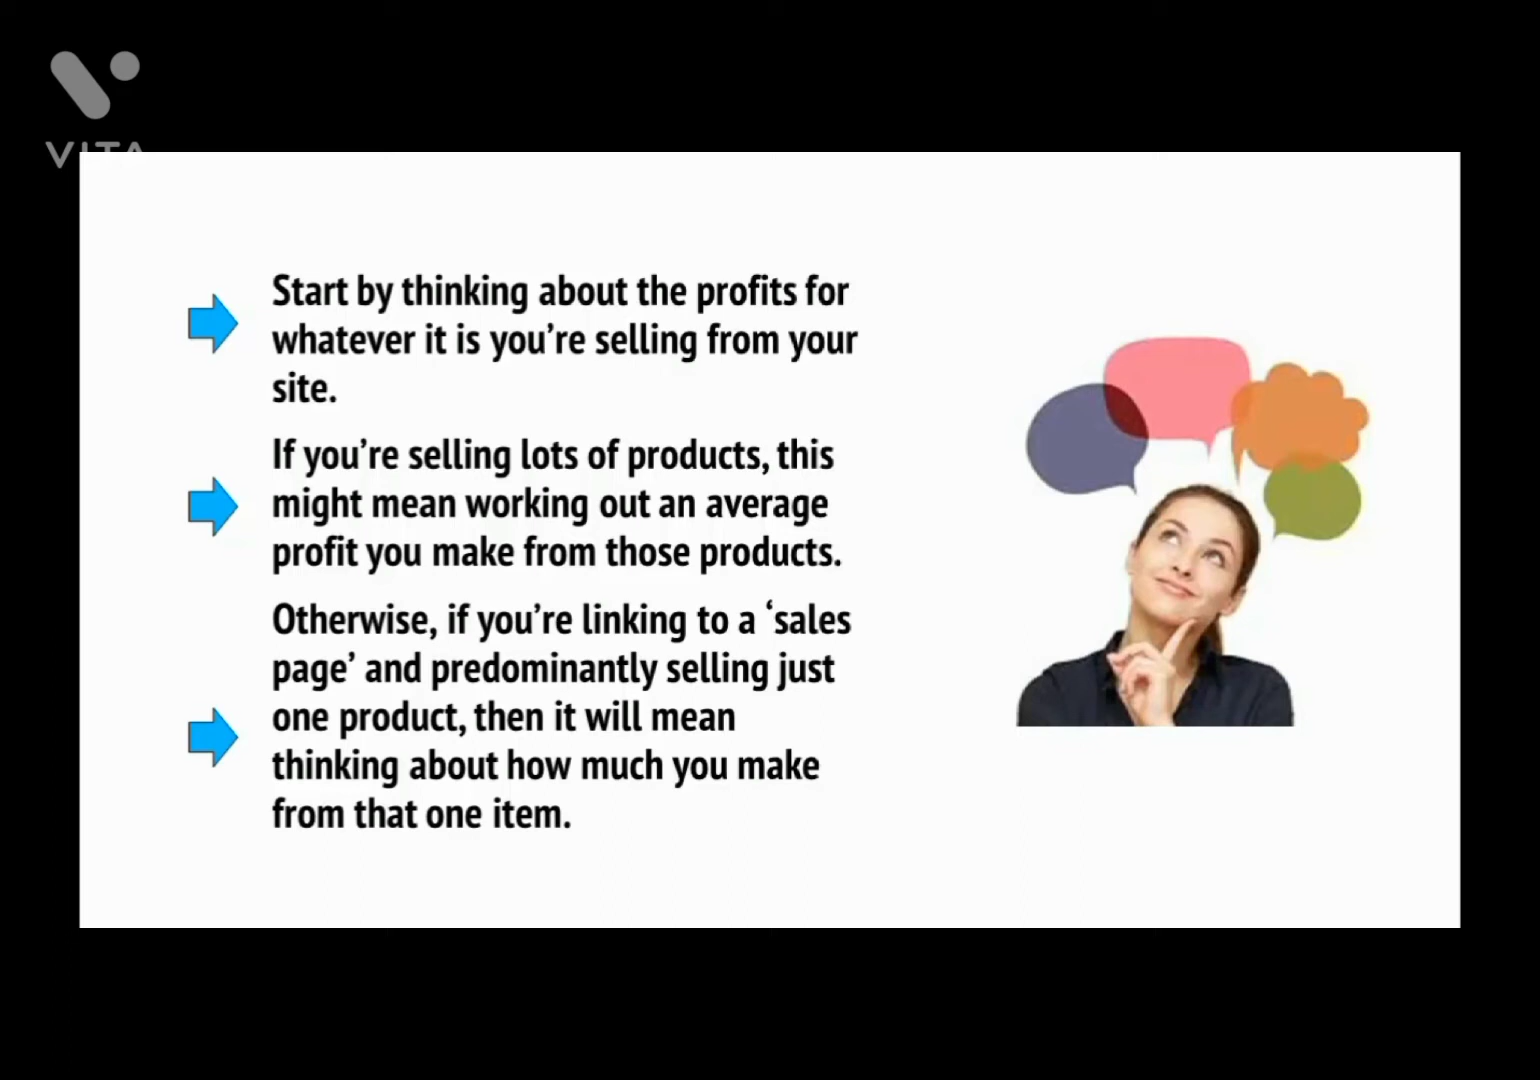 VITA
Start by thinking about the profits for
whatever it is you’re selling from your
site.
If you’re selling lots of products, this
might mean working out an average
profit you make from those products.
Otherwise, if you’re linking to a ‘sales
page’ and predominantly selling just
one product, then it will mean
thinking about how much you make
from that one item.